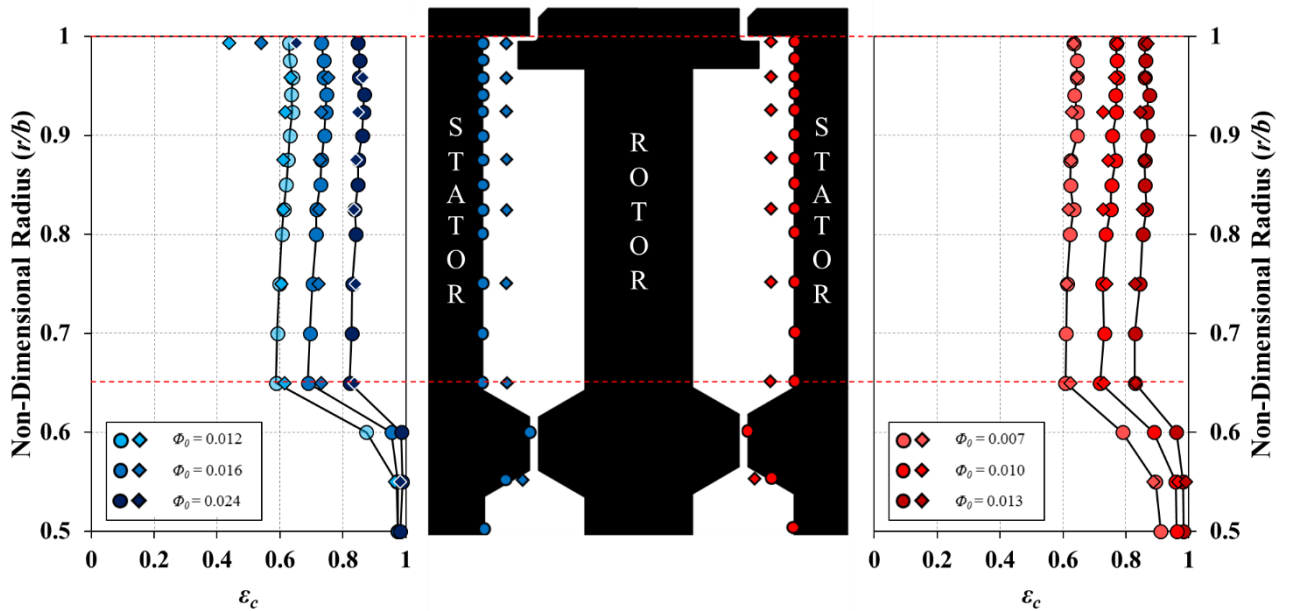 Non-Dimensional Radius (r/b)
1
0.9
0.8
0.7
0.6
0.5
0
0.2
0.4
0.6
0.8
1
εc
Φ0 = 0.012
Φ0 = 0.016
Φ0 = 0.024
STATOR
ROTOR
STATOR
Φ0 = 0.007
Φ0 = 0.010
Φ0 = 0.013
0
0.2
0.4
0.6
0.8
1
εc
1
0.9
0.8
0.7
0.6
0.5
Non-Dimensional Radius (r/b)